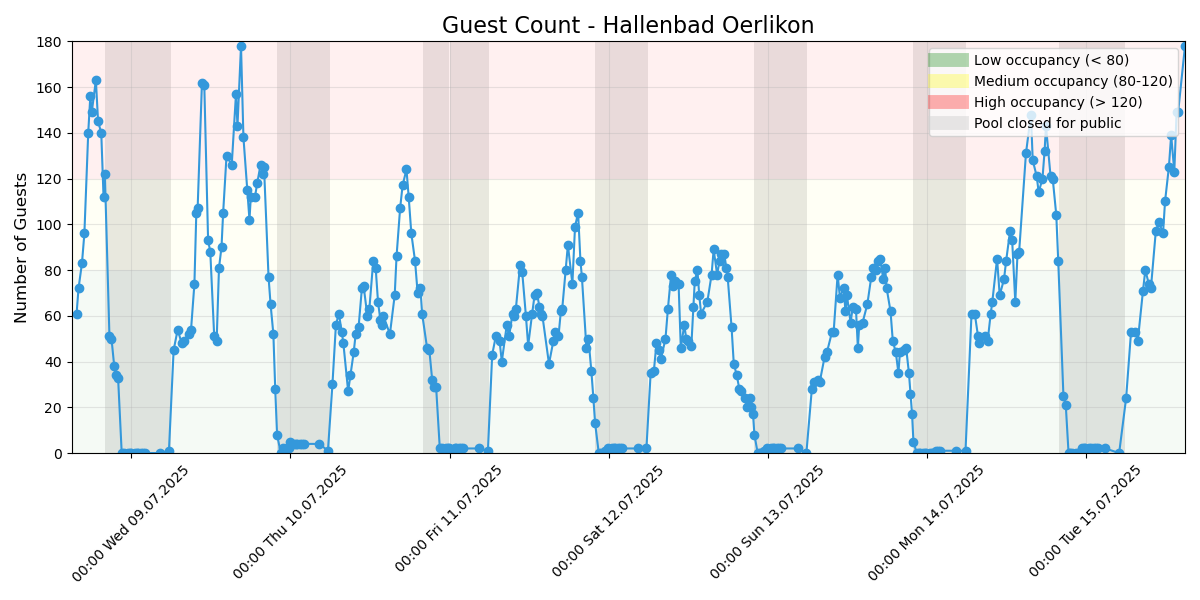 Guest Count - Hallenbad Oerlikon
Number of Guests
180
160
140
120
100
80
60
40
20
0
Low occupancy (< 80)
Medium occupancy (80-120)
High occupancy (> 120)
Pool closed for public
00:00 Wed 09.07.2025
00:00 Thu 10.07.2025
00:00 Fri 11.07.2025
00:00 Sat 12.07.2025
00:00 Sun 13.07.2025
00:00 Mon 14.07.2025
00:00 Tue 15.07.2025